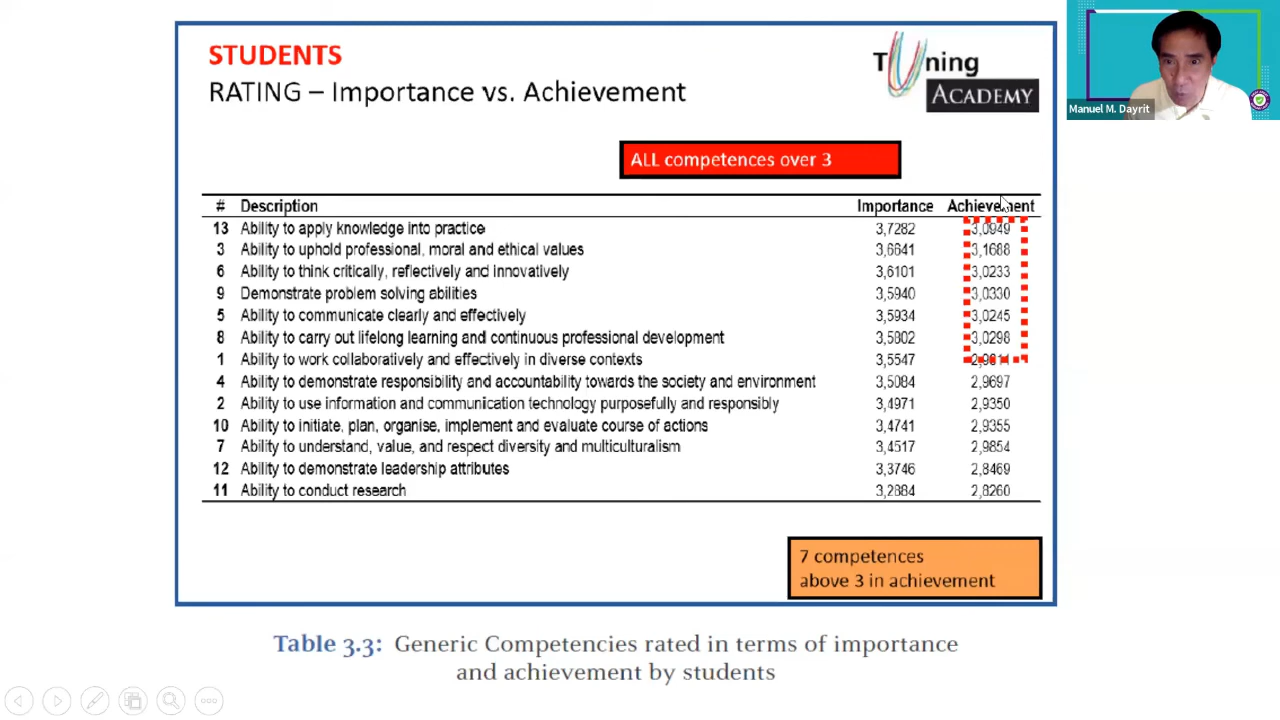 STUDENTS
RATING – Importance vs. Achievement
TUning
ACADEMY
Manuel M. Dayrit
ALL competences over 3
# Description Importance Achievement
13 Ability to apply knowledge into practice 3,7282 3,0949
3 Ability to uphold professional, moral and ethical values 3,6641 3,1688
6 Ability to think critically, reflectively and innovatively 3,6101 3,0233
9 Demonstrate problem solving abilities 3,5940 3,0330
5 Ability to communicate clearly and effectively 3,5934 3,0245
8 Ability to carry out lifelong learning and continuous professional development 3,5802 3,0298
1 Ability to work collaboratively and effectively in diverse contexts 3,5547
4 Ability to demonstrate responsibility and accountability towards the society and environment 3,5084 2,9697
2 Ability to use information and communication technology purposefully and responsibly 3,4971 2,9350
10 Ability to initiate, plan, organise, implement and evaluate course of actions 3,4741 2,9355
7 Ability to understand, value, and respect diversity and multiculturalism 3,4517 2,9854
12 Ability to demonstrate leadership attributes 3,3746 2,8469
11 Ability to conduct research 3,2884 2,8260
7 competences
above 3 in achievement
Table 3.3: Generic Competencies rated in terms of importance
and achievement by students